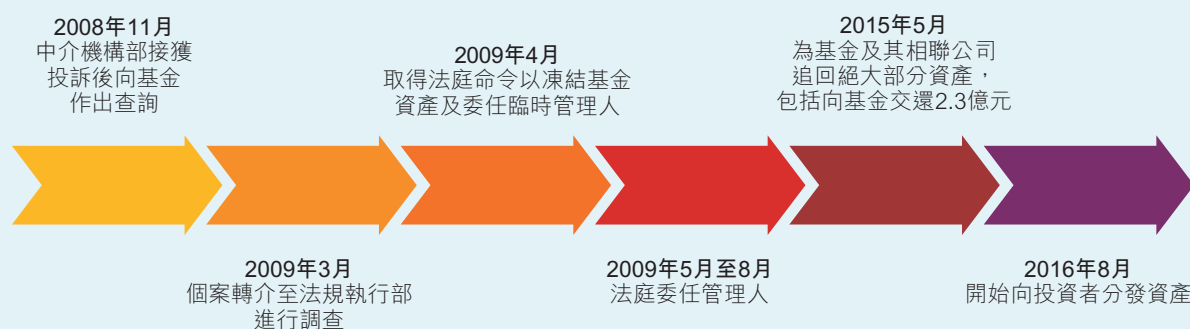 2008年11月
中介機構部接獲
投訴後向基金
作出查詢
2009年3月
個案轉介至法規執行部
進行調查
2009年4月
取得法庭命令以凍結基金
資產及委任臨時管理人
2009年5月至8月
法庭委任管理人
2015年5月
為基金及其相聯公司
追回絕大部分資產，
包括向基金交還2.3億元
2016年8月
開始向投資者分發資產